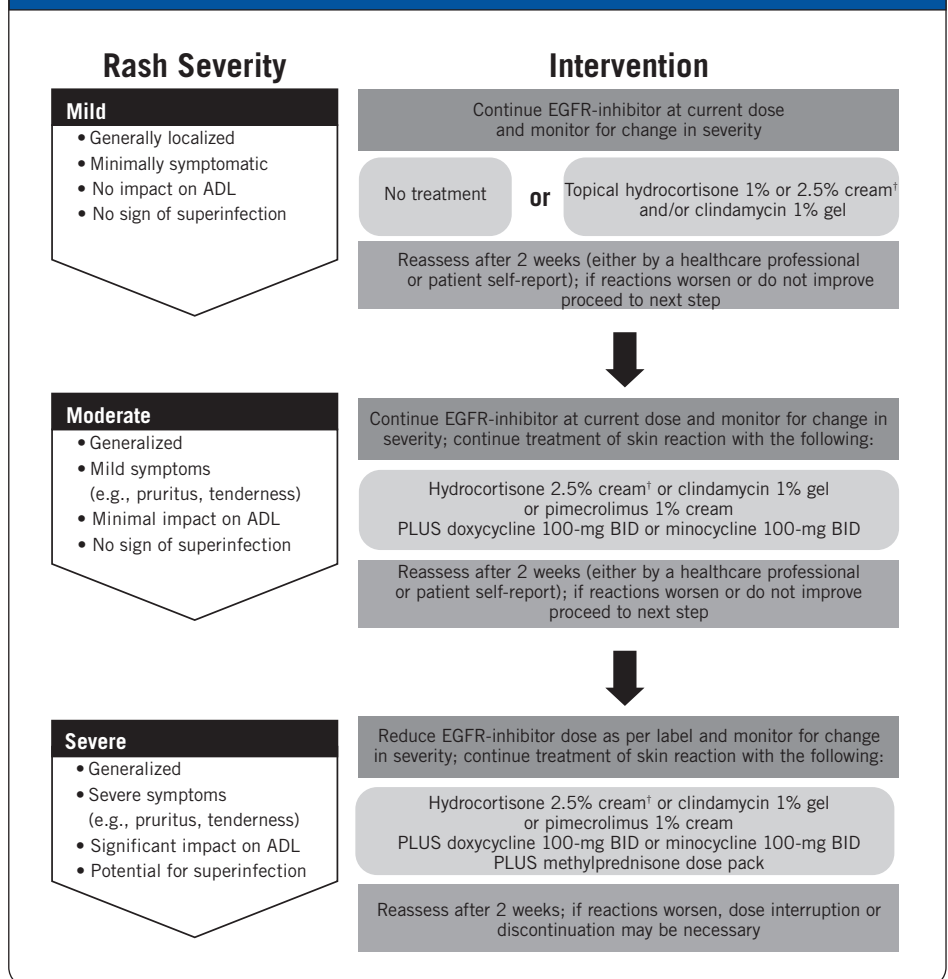 Rash Severity
Intervention
Mild
• Generally localized
• Minimally symptomatic
• No impact on ADL
• No sign of superinfection
Continue EGFR-inhibitor at current dose
and monitor for change in severity
No treatment
or
Topical hydrocortisone 1% or 2.5% cream†
and/or clindamycin 1% gel
Reassess after 2 weeks (either by a healthcare professional
or patient self-report); if reactions worsen or do not improve
proceed to next step
Moderate
• Generalized
• Mild symptoms
(e.g., pruritus, tenderness)
• Minimal impact on ADL
• No sign of superinfection
Continue EGFR-inhibitor at current dose and monitor for change in
severity; continue treatment of skin reaction with the following:
Hydrocortisone 2.5% cream† or clindamycin 1% gel
or pimecrolimus 1% cream
PLUS doxycycline 100-mg BID or minocycline 100-mg BID
Reassess after 2 weeks (either by a healthcare professional
or patient self-report); if reactions worsen or do not improve
proceed to next step
Severe
• Generalized
• Severe symptoms
(e.g., pruritus, tenderness)
• Significant impact on ADL
• Potential for superinfection
Reduce EGFR-inhibitor dose as per label and monitor for change
in severity; continue treatment of skin reaction with the following:
Hydrocortisone 2.5% cream† or clindamycin 1% gel
or pimecrolimus 1% cream
PLUS doxycycline 100-mg BID or minocycline 100-mg BID
PLUS methylprednisone dose pack
Reassess after 2 weeks; if reactions worsen, dose interruption or
discontinuation may be necessary